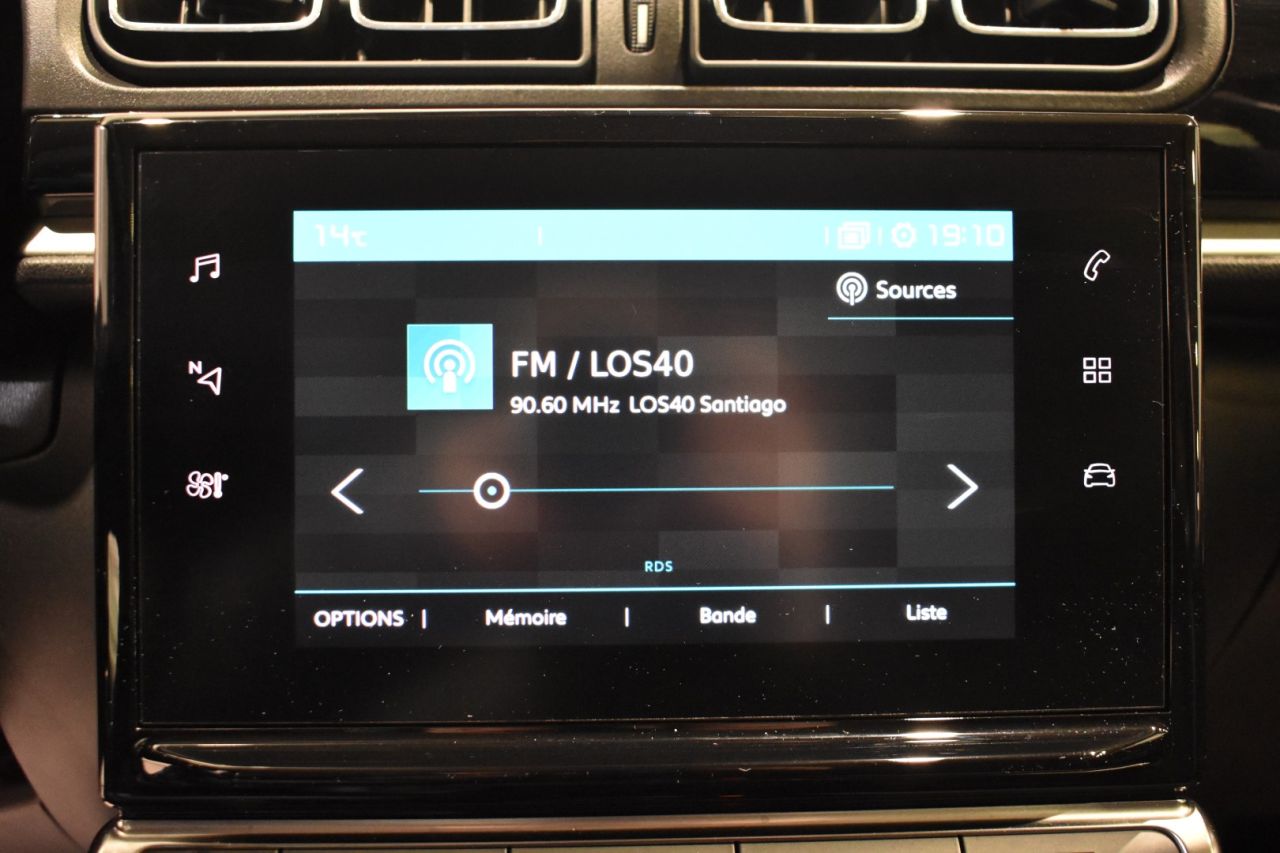 14°C
19:10
Sources
FM / LOS40
90.60 MHz LOS40 Santiago
N
RDS
OPTIONS | Mémoire | Bande | Liste